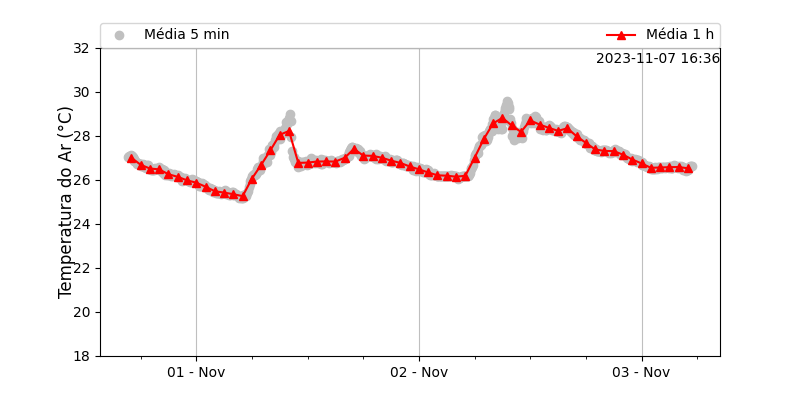 Média 5 min
Média 1 h
2023-11-07 16:36
Temperatura do Ar (°C)
32
30
28
26
24
22
20
18
01 - Nov
02 - Nov
03 - Nov